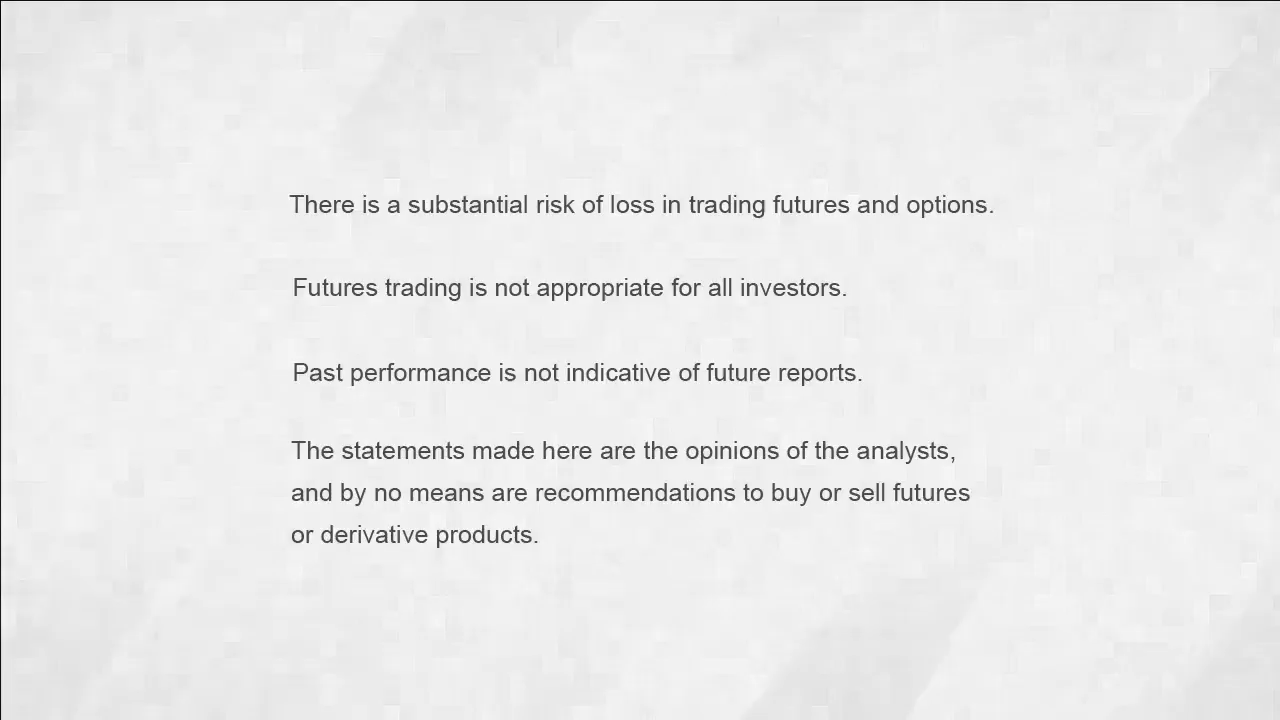 There is a substantial risk of loss in trading futures and options.
Futures trading is not appropriate for all investors.
Past performance is not indicative of future reports.
The statements made here are the opinions of the analysts,
and by no means are recommendations to buy or sell futures
or derivative products.